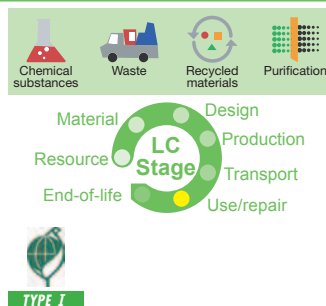 Chemical substances
Waste
Recycled materials
Purification
Material
Design
Resource
LC Stage
Production
Transport
End-of-life
Use/repair
TYPE I